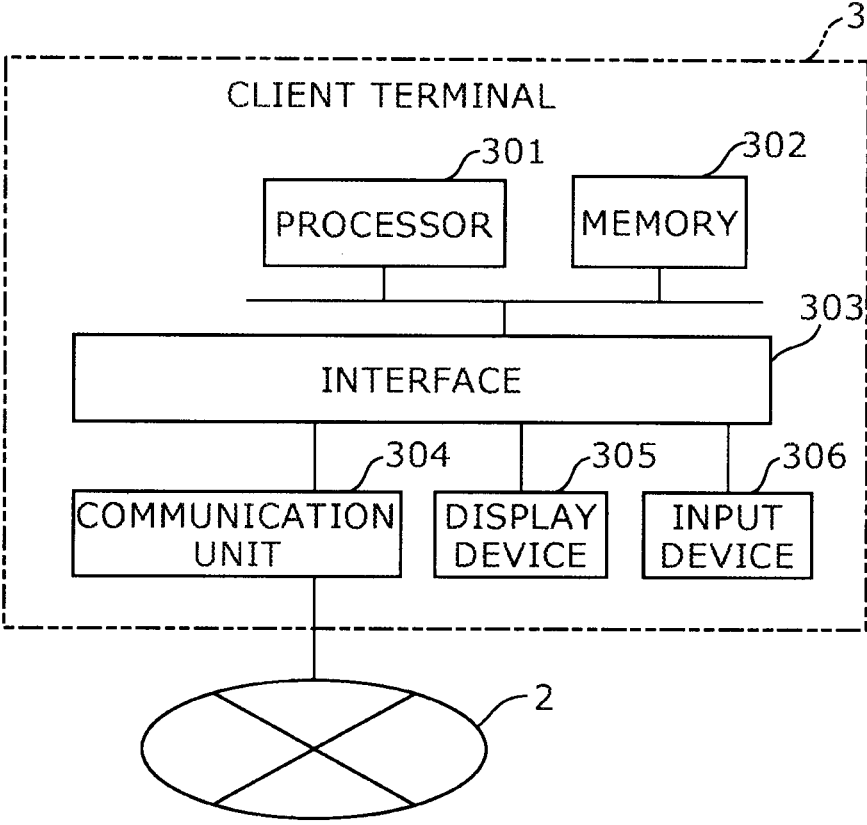 3
CLIENT TERMINAL
301
302
PROCESSOR
MEMORY
303
INTERFACE
304
305
306
COMMUNICATION
UNIT
DISPLAY
DEVICE
INPUT
DEVICE
2